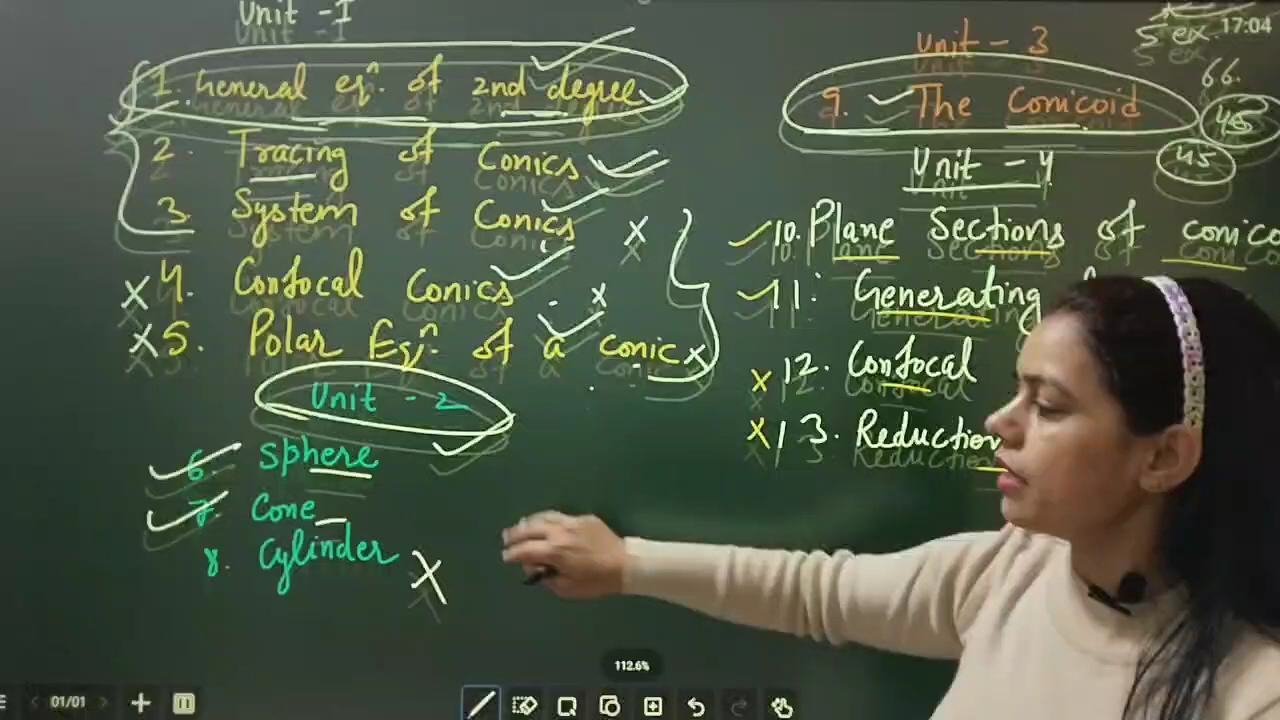 Unit - I
1. General eqⁿ. of 2nd degree
2. Tracing of Conics
3. System of Conics
4. Confocal Conics
5. Polar Eqⁿ. of a conic
Unit - 2
6. Sphere
7. Cone
8. Cylinder
Unit - 3
9. The Conicoid
Unit - 4
10. Plane Sections of
11. Generating
12. Confocal
13. Reduction
5 ex.
17:04
66.
45
45
112.6%
01/01